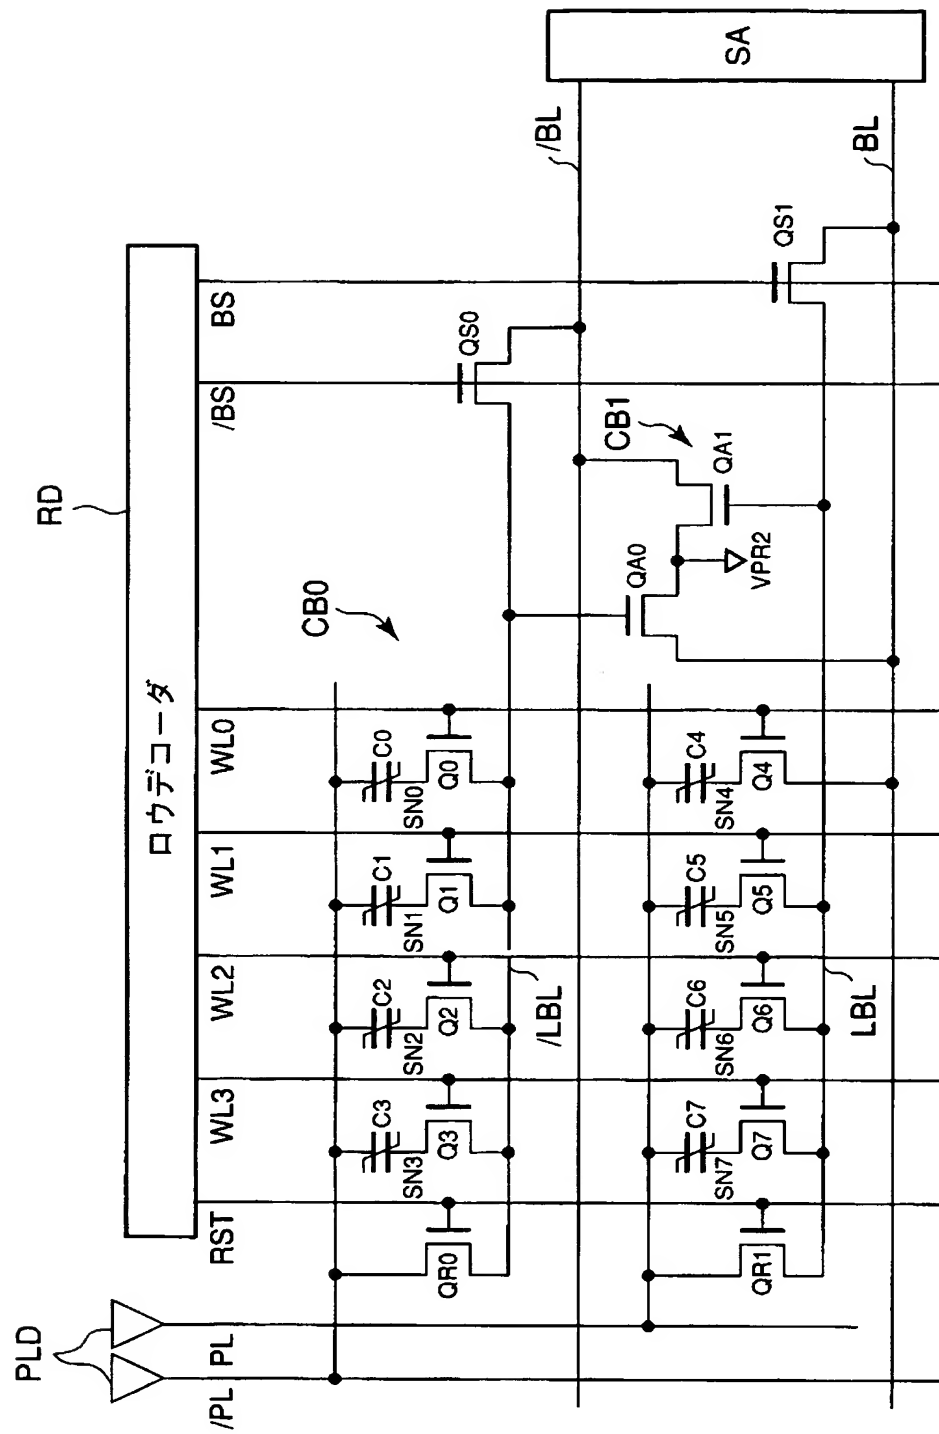 PLD
RD
ロウデコーダ
/PL
PL
RST
WL3
WL2
WL1
WL0
/BS
BS
CB0
C3
SN3
Q3
C2
SN2
Q2
C1
SN1
Q1
C0
SN0
Q0
QR0
/LBL
QS0
/BL
SA
CB1
QA0
QA1
VPR2
QS1
BL
C7
SN7
Q7
C6
SN6
Q6
C5
SN5
Q5
C4
SN4
Q4
QR1
LBL